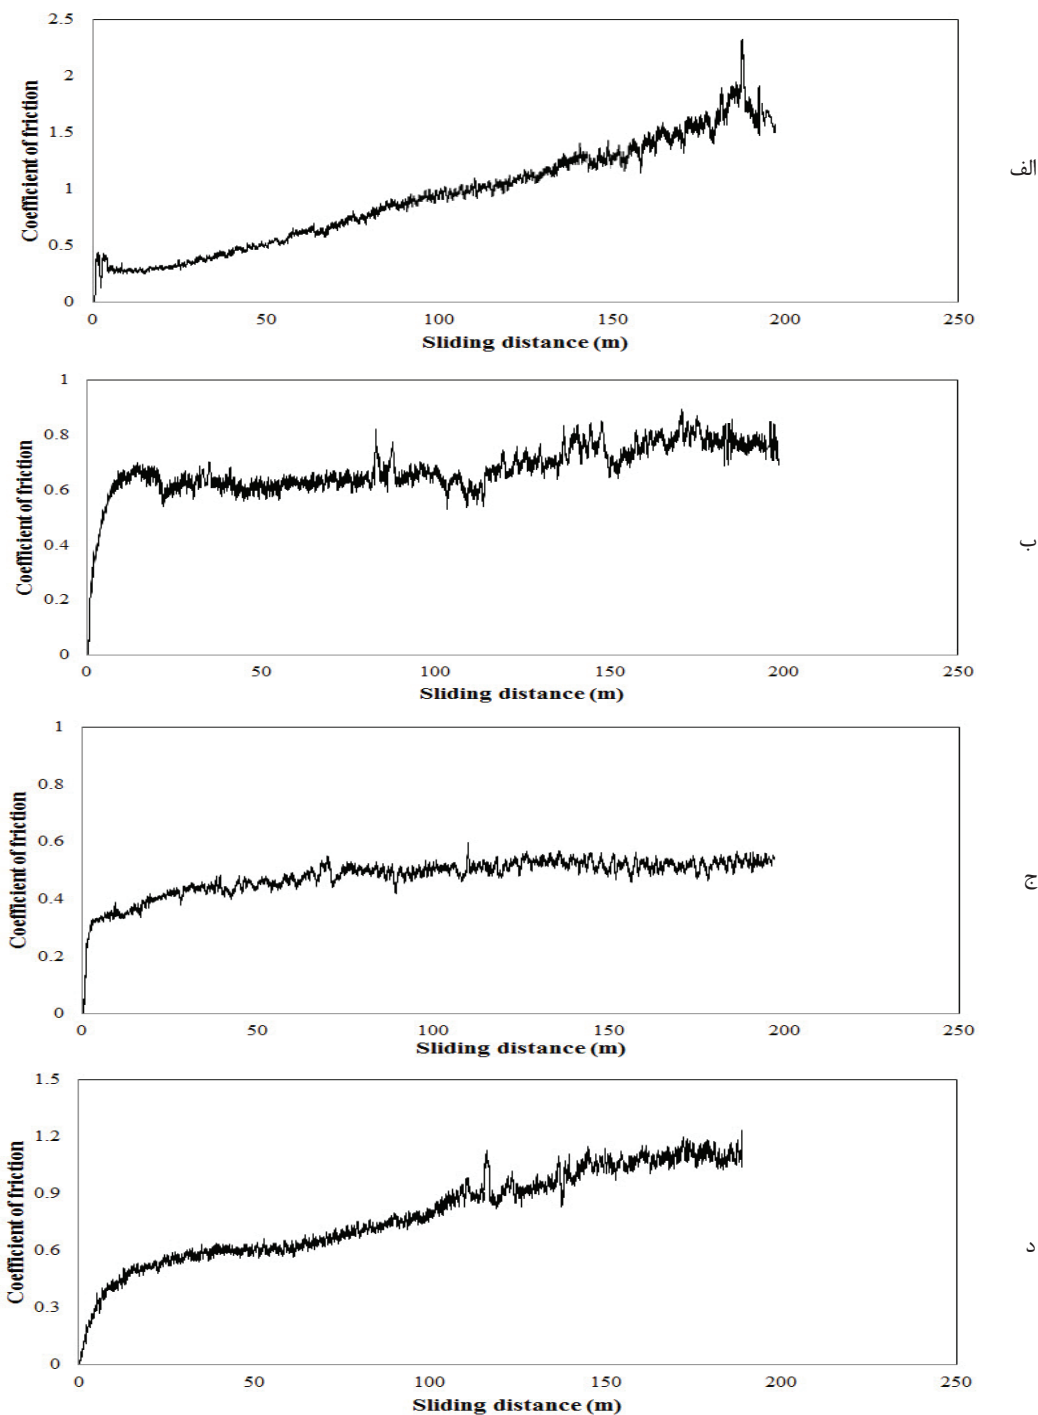 2.5
2
1.5
1
0.5
0
0 50 100 150 200 250
Coefficient of friction
Sliding distance (m)
الف
1
0.8
0.6
0.4
0.2
0
0 50 100 150 200 250
Coefficient of friction
Sliding distance (m)
ب
1
0.8
0.6
0.4
0.2
0
0 50 100 150 200 250
Coefficient of friction
Sliding distance (m)
ج
1.5
1.2
0.9
0.6
0.3
0
0 50 100 150 200 250
Coefficient of friction
Sliding distance (m)
د